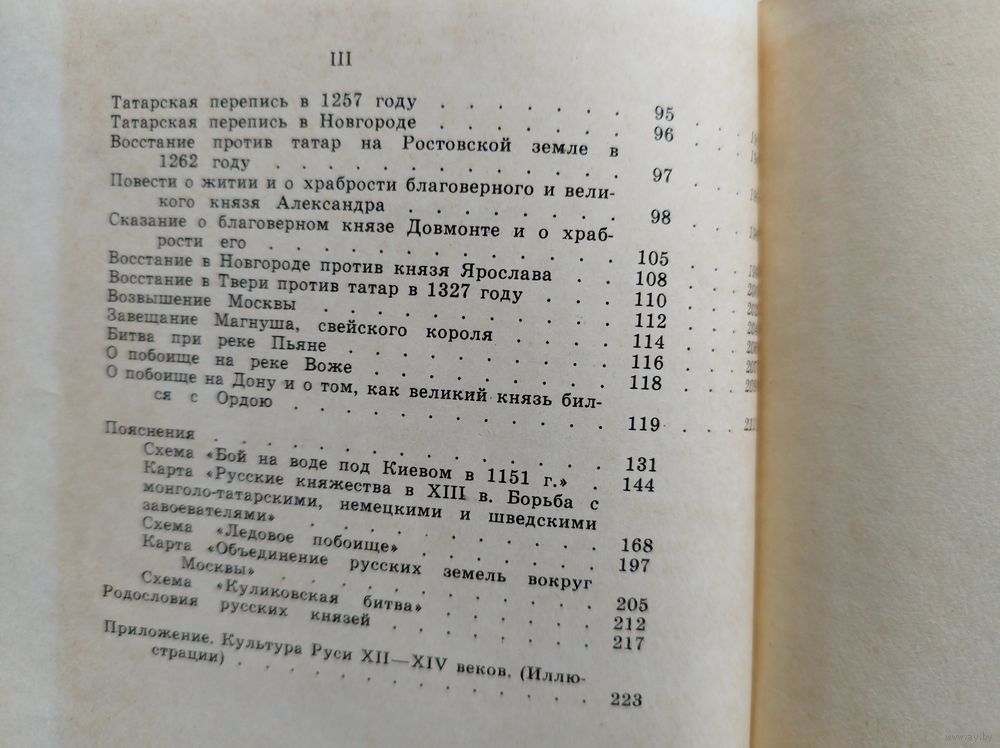 III
Татарская перепись в 1257 году . . . . . . . 95
Татарская перепись в Новгороде . . . . . . . 96
Восстание против татар на Ростовской земле в
1262 году . . . . . . . . . . . . 97
Повести о житии и о храбрости благоверного и вели-
кого князя Александра . . . . . . . . 98
Сказание о благоверном князе Довмонте и о храб-
рости его . . . . . . . . . . . . 105
Восстание в Новгороде против князя Ярослава . . 108
Восстание в Твери против татар в 1327 году . . . 110
Возвышение Москвы . . . . . . . . . . . 112
Завещание Магнуша, свейского короля . . . . 114
Битва при реке Пьяне . . . . . . . . . . 116
О побоище на реке Воже . . . . . . . . . 118
О побоище на Дону и о том, как великий князь бил-
ся с Ордою . . . . . . . . . . . . 119
Пояснения . . . . . . . . . . . . . . 131
Схема «Бой на воде под Киевом в 1151 г.» . 144
Карта «Русские княжества в XIII в. Борьба с
монголо-татарскими, немецкими и шведскими
завоевателями» . . . . . . . . . . 168
Схема «Ледовое побоище» . . . . . . . 197
Карта «Объединение русских земель вокруг
Москвы» . . . . . . . . . . . . 205
Схема «Куликовская битва» . . . . . . 212
Родословия русских князей . . . . . . . . 217
Приложение. Культура Руси XII—XIV веков. (Иллю-
страции) . . . . . . . . . . . . . 223
www.ay.by